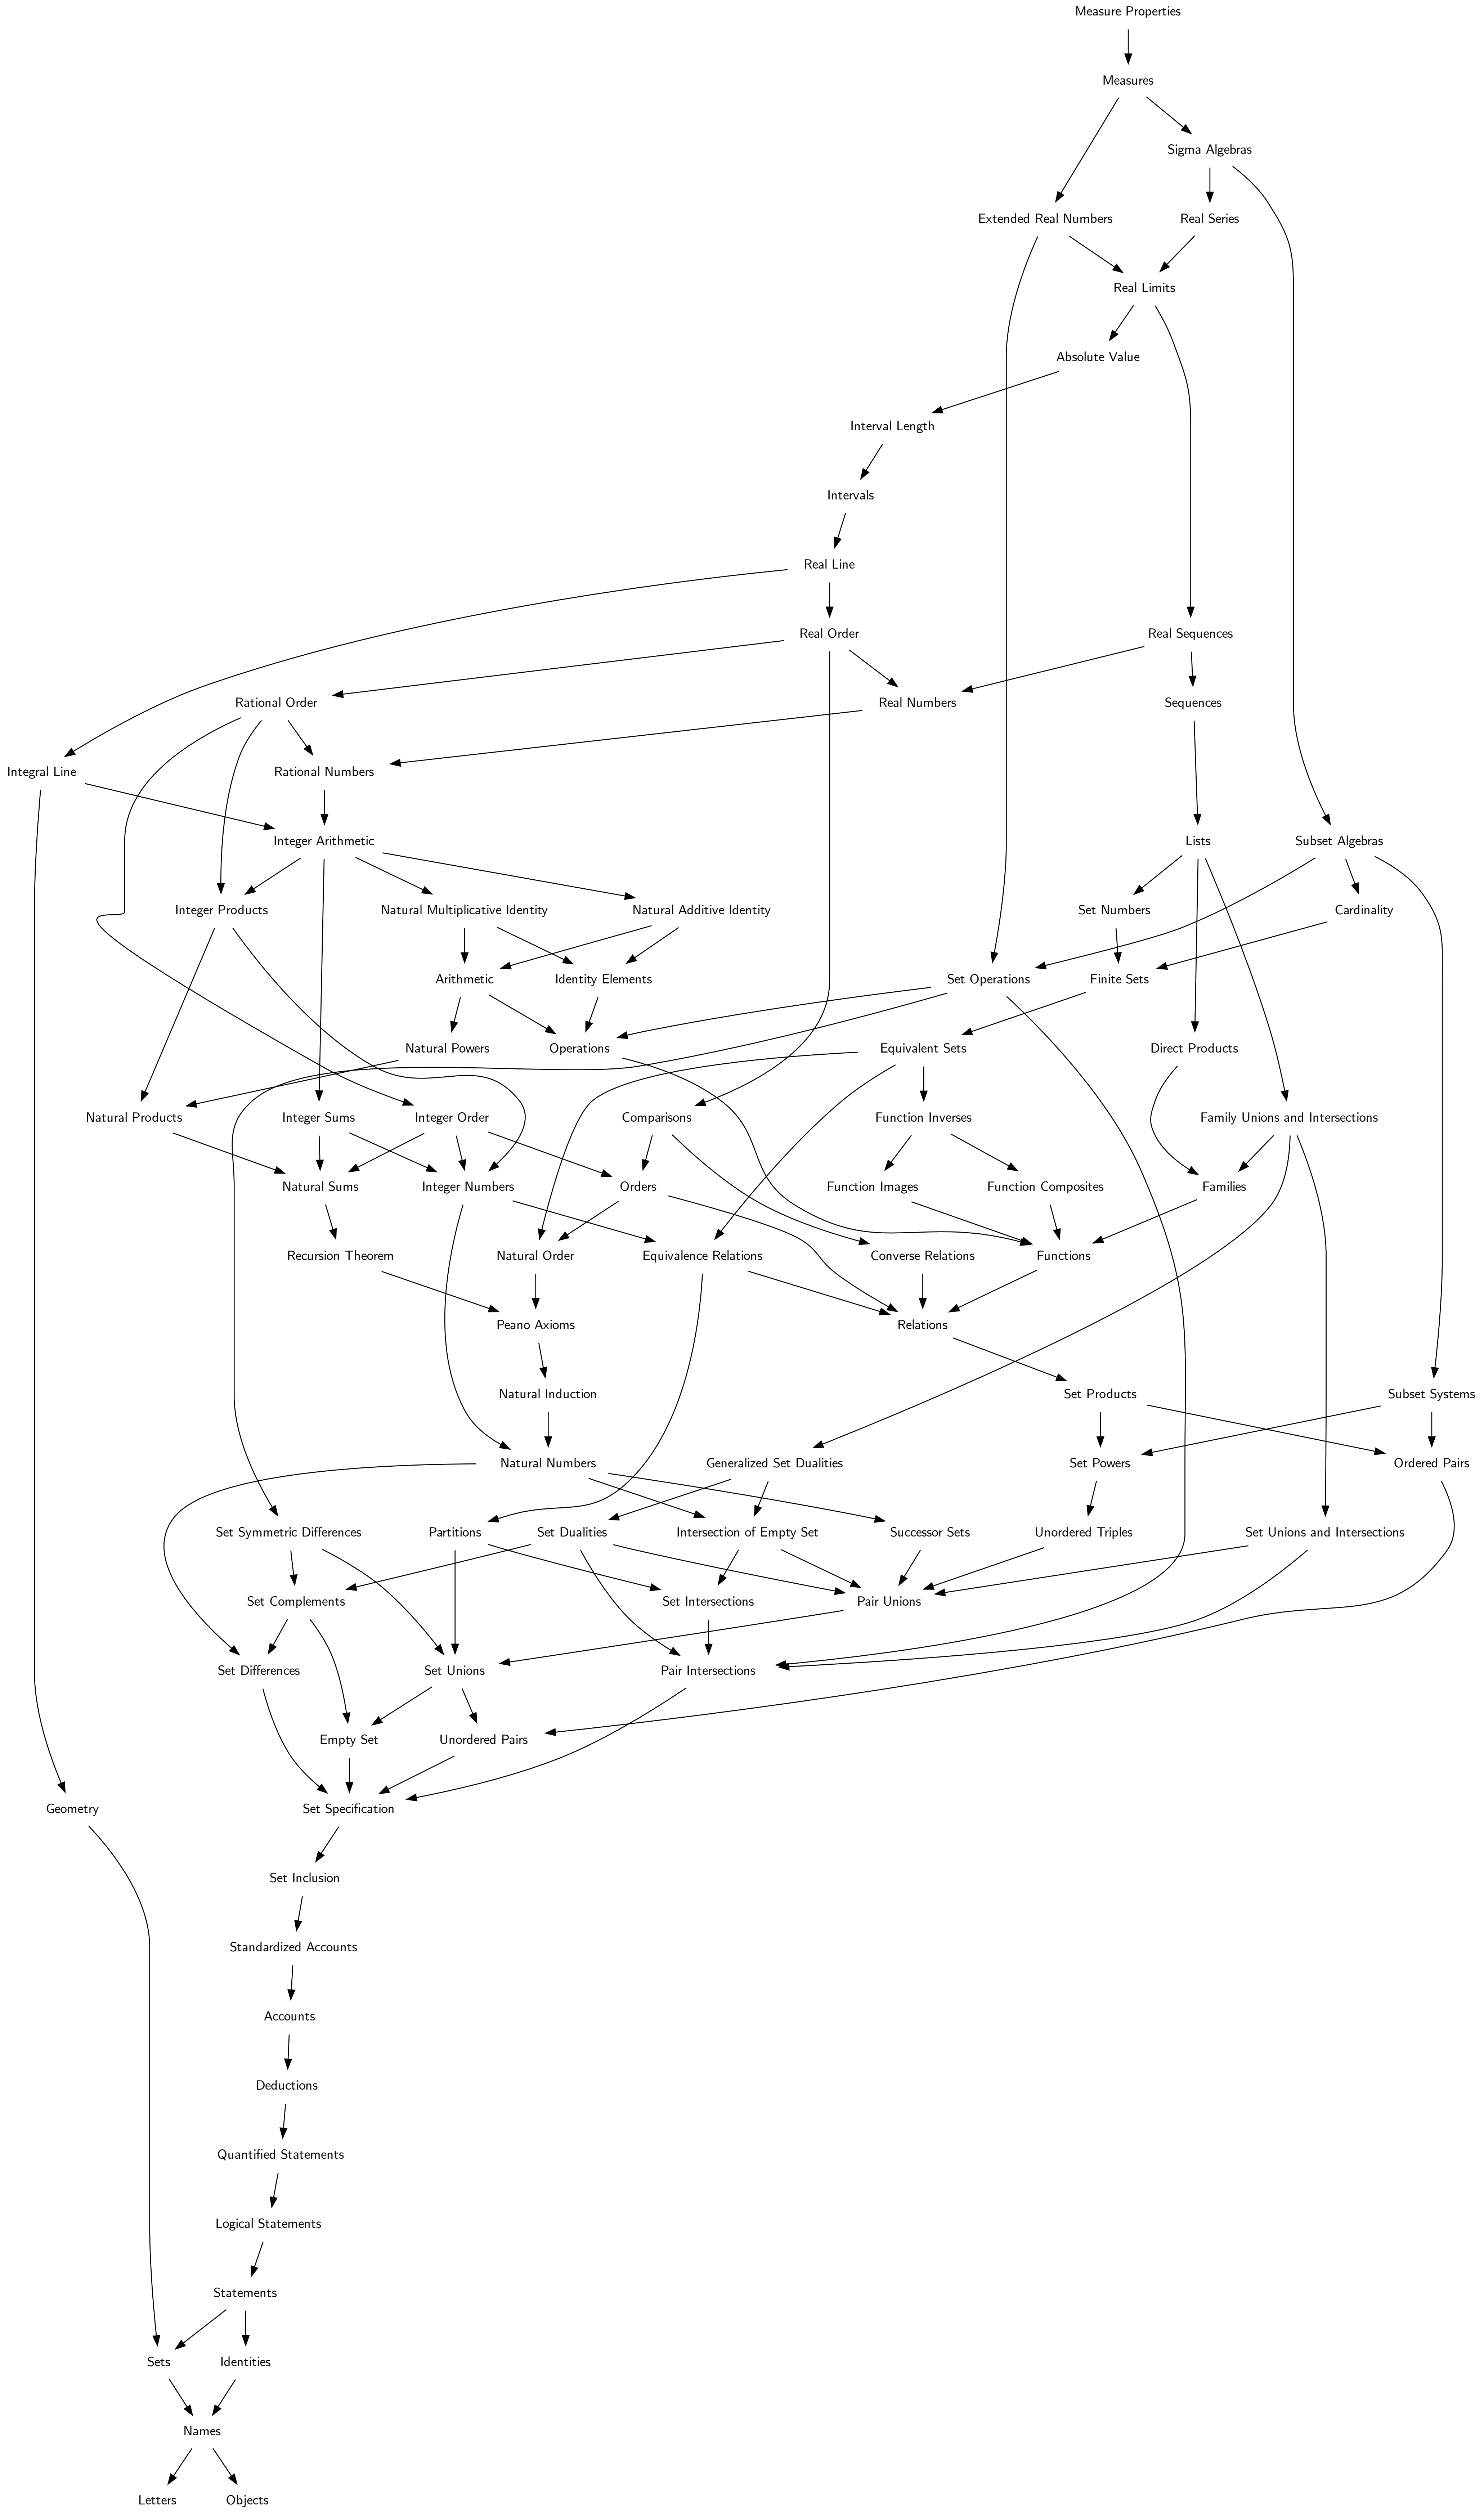 Measure Properties
Measures
Sigma Algebras
Extended Real Numbers
Real Series
Real Limits
Absolute Value
Interval Length
Intervals
Real Line
Real Order
Real Sequences
Rational Order
Real Numbers
Sequences
Integral Line
Rational Numbers
Integer Arithmetic
Lists
Subset Algebras
Integer Products
Natural Multiplicative Identity
Natural Additive Identity
Set Numbers
Cardinality
Arithmetic
Identity Elements
Set Operations
Finite Sets
Natural Powers
Operations
Equivalent Sets
Direct Products
Natural Products
Integer Sums
Integer Order
Comparisons
Function Inverses
Family Unions and Intersections
Natural Sums
Integer Numbers
Orders
Function Images
Function Composites
Families
Recursion Theorem
Natural Order
Equivalence Relations
Converse Relations
Functions
Peano Axioms
Relations
Natural Induction
Set Products
Subset Systems
Natural Numbers
Generalized Set Dualities
Set Powers
Ordered Pairs
Set Symmetric Differences
Partitions
Set Dualities
Intersection of Empty Set
Successor Sets
Unordered Triples
Set Unions and Intersections
Set Complements
Set Intersections
Pair Unions
Set Differences
Set Unions
Pair Intersections
Empty Set
Unordered Pairs
Geometry
Set Specification
Set Inclusion
Standardized Accounts
Accounts
Deductions
Quantified Statements
Logical Statements
Statements
Sets
Identities
Names
Letters
Objects